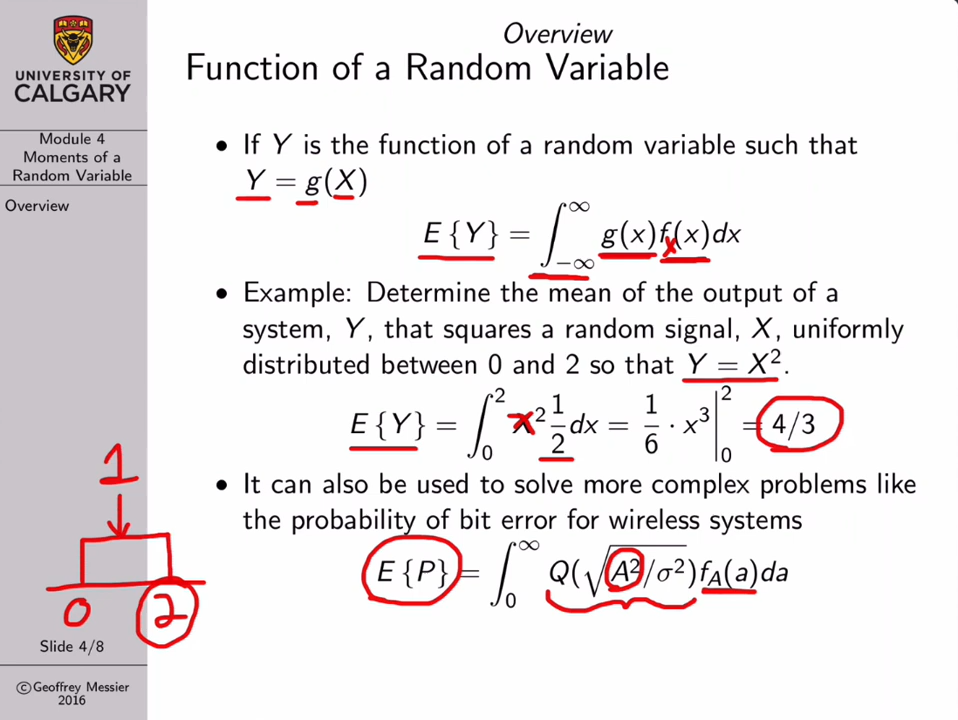 Overview
Function of a Random Variable
UNIVERSITY OF
CALGARY
Module 4
Moments of a
Random Variable
Overview
• If Y is the function of a random variable such that
Y = g(X)
E {Y} = ∫_{−∞}^{∞} g(x)f_x(x)dx
• Example: Determine the mean of the output of a
system, Y, that squares a random signal, X, uniformly
distributed between 0 and 2 so that Y = X².
E {Y} = ∫_0^2 x² 1/2 dx = 1/6 · x³ |_0^2 = 4/3
• It can also be used to solve more complex problems like
the probability of bit error for wireless systems
E {P} = ∫_0^∞ Q(√(A²/σ²))f_A(a)da
1
0 2
Slide 4/8
©Geoffrey Messier
2016